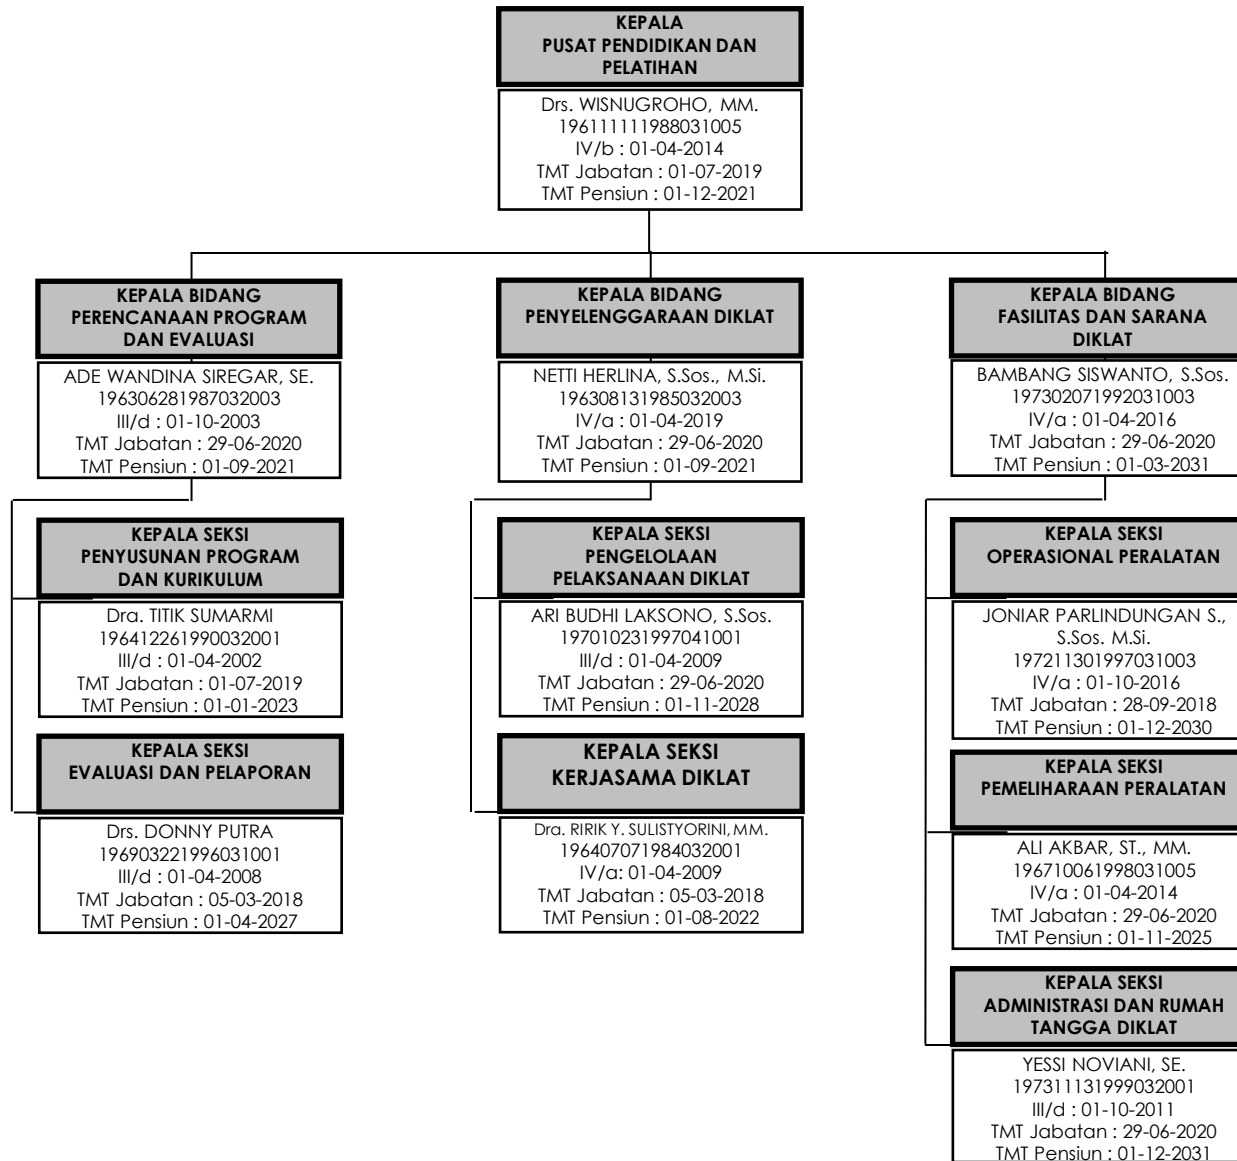 KEPALA
PUSAT PENDIDIKAN DAN
PELATIHAN
Drs. WISNUGROHO, MM.
196111111988031005
IV/b : 01-04-2014
TMT Jabatan : 01-07-2019
TMT Pensiun : 01-12-2021
KEPALA BIDANG
PERENCANAAN PROGRAM
DAN EVALUASI
ADE WANDINA SIREGAR, SE.
196306281987032003
III/d : 01-10-2003
TMT Jabatan : 29-06-2020
TMT Pensiun : 01-09-2021
KEPALA SEKSI
PENYUSUNAN PROGRAM
DAN KURIKULUM
Dra. TITIK SUMARMI
196412261990032001
III/d : 01-04-2002
TMT Jabatan : 01-07-2019
TMT Pensiun : 01-01-2023
KEPALA SEKSI
EVALUASI DAN PELAPORAN
Drs. DONNY PUTRA
196903221996031001
III/d : 01-04-2008
TMT Jabatan : 05-03-2018
TMT Pensiun : 01-04-2027
KEPALA BIDANG
PENYELENGGARAAN DIKLAT
NETTI HERLINA, S.Sos., M.Si.
196308131985032003
IV/a : 01-04-2019
TMT Jabatan : 29-06-2020
TMT Pensiun : 01-09-2021
KEPALA SEKSI
PENGELOLAAN
PELAKSANAAN DIKLAT
ARI BUDHI LAKSONO, S.Sos.
197010231997041001
III/d : 01-04-2009
TMT Jabatan : 29-06-2020
TMT Pensiun : 01-11-2028
KEPALA SEKSI
KERJASAMA DIKLAT
Dra. RIRIK Y. SULISTYORINI, MM.
196407071984032001
IV/a: 01-04-2009
TMT Jabatan : 05-03-2018
TMT Pensiun : 01-08-2022
KEPALA BIDANG
FASILITAS DAN SARANA
DIKLAT
BAMBANG SISWANTO, S.Sos.
197302071992031003
IV/a : 01-04-2016
TMT Jabatan : 29-06-2020
TMT Pensiun : 01-03-2031
KEPALA SEKSI
OPERASIONAL PERALATAN
JONIAR PARLINDUNGAN S.,
S.Sos. M.Si.
197211301997031003
IV/a : 01-10-2016
TMT Jabatan : 28-09-2018
TMT Pensiun : 01-12-2030
KEPALA SEKSI
PEMELIHARAAN PERALATAN
ALI AKBAR, ST., MM.
196710061998031005
IV/a : 01-04-2014
TMT Jabatan : 29-06-2020
TMT Pensiun : 01-11-2025
KEPALA SEKSI
ADMINISTRASI DAN RUMAH
TANGGA DIKLAT
YESSI NOVIANI, SE.
197311131999032001
III/d : 01-10-2011
TMT Jabatan : 29-06-2020
TMT Pensiun : 01-12-2031